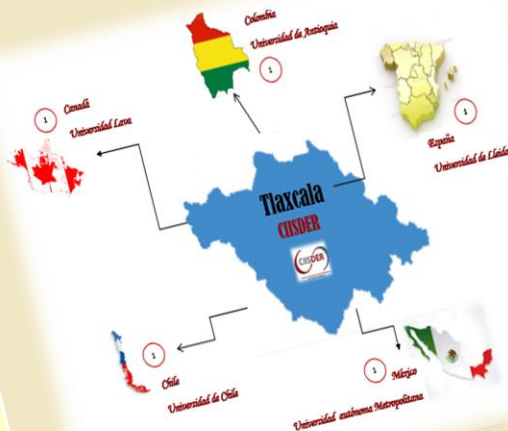 Colombia
Universidad de Antioquia
1
Canadá
1
Universidad Lava
España
1
Universidad de Lleida
Tlaxcala
CIISDER
CIISDER
1
Chile
Universidad de Chile
1
México
Universidad autónoma Metropolitana